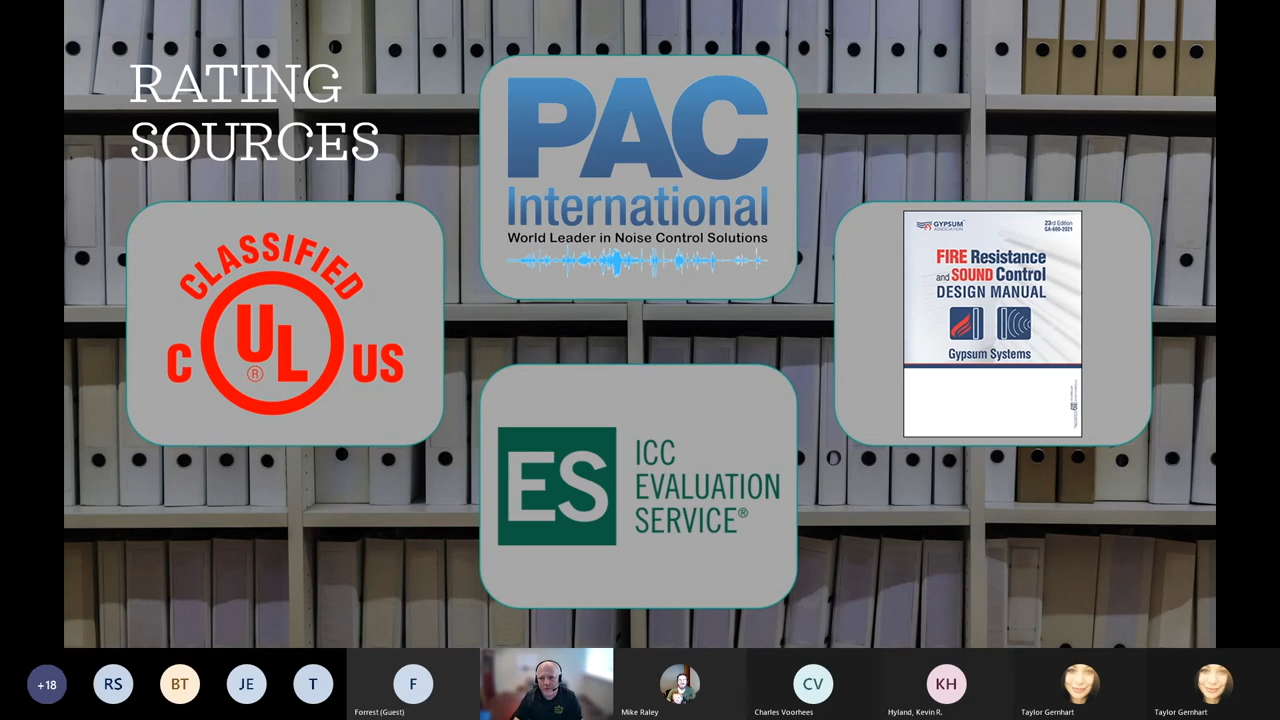 RATING
SOURCES
PAC
International
World Leader in Noise Control Solutions
CLASSIFIED
C UL US
®
GYPSUM
ASSOCIATION
23rd Edition
GA-600-2021
FIRE Resistance
and SOUND Control
DESIGN MANUAL
Gypsum Systems
ES
ICC
EVALUATION
SERVICE®
+18
RS
BT
JE
T
F
Forrest (Guest)
Mike Raley
CV
Charles Voorhees
KH
Hyland, Kevin R.
Taylor Gernhart
Taylor Gernhart